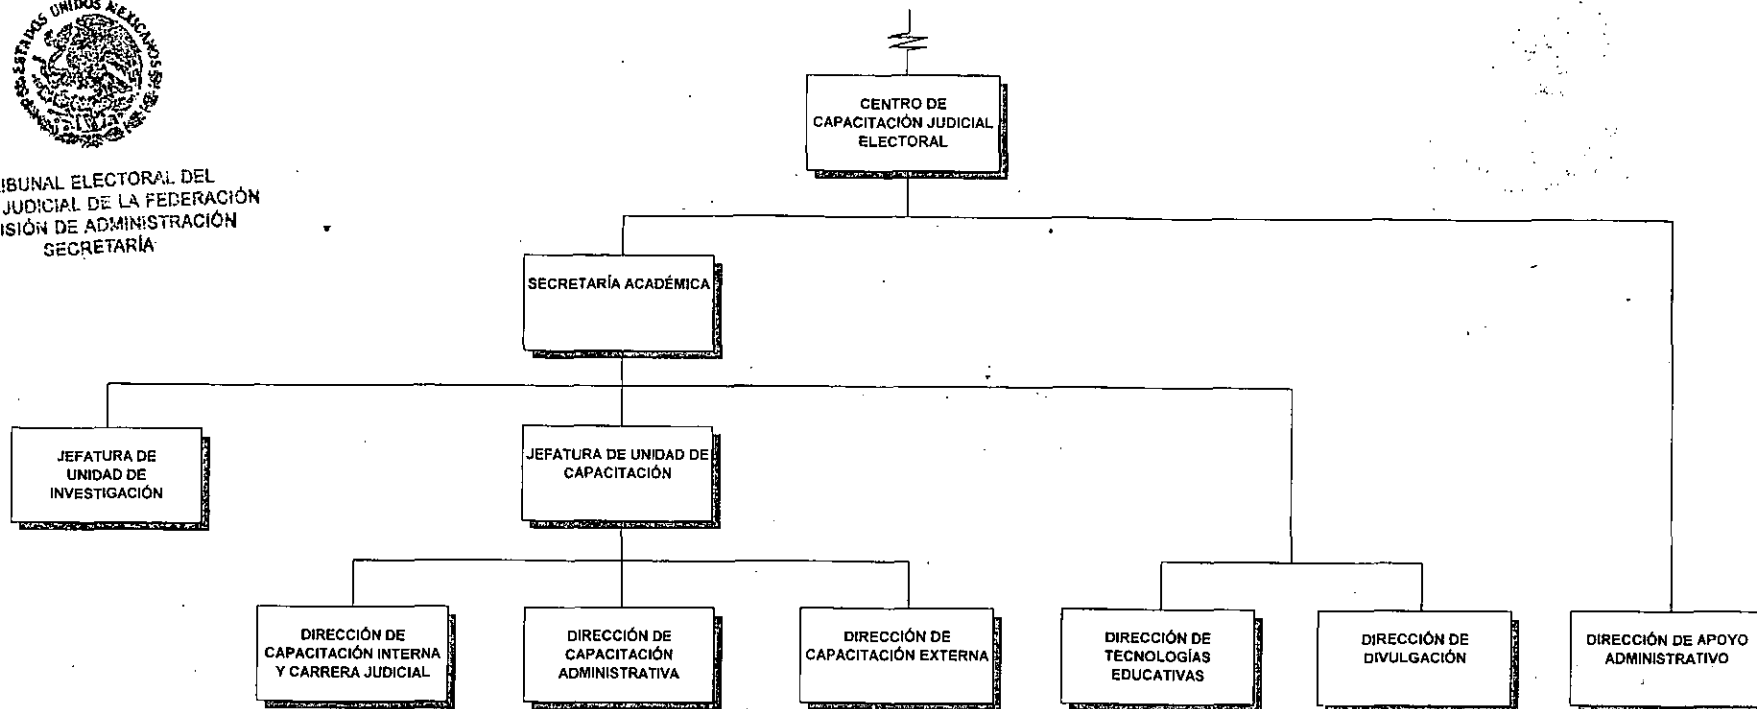 ESTADOS UNIDOS MEXICANOS
CENTRO DE
CAPACITACIÓN JUDICIAL
ELECTORAL
IBUNAL ELECTORAL DEL
JUDICIAL DE LA FEDERACIÓN
ISIÓN DE ADMINISTRACIÓN
SECRETARÍA
SECRETARÍA ACADÉMICA
JEFATURA DE
UNIDAD DE
INVESTIGACIÓN
JEFATURA DE UNIDAD DE
CAPACITACIÓN
DIRECCIÓN DE
CAPACITACIÓN INTERNA
Y CARRERA JUDICIAL
DIRECCIÓN DE
CAPACITACIÓN
ADMINISTRATIVA
DIRECCIÓN DE
CAPACITACIÓN EXTERNA
DIRECCIÓN DE
TECNOLOGÍAS
EDUCATIVAS
DIRECCIÓN DE
DIVULGACIÓN
DIRECCIÓN DE APOYO
ADMINISTRATIVO